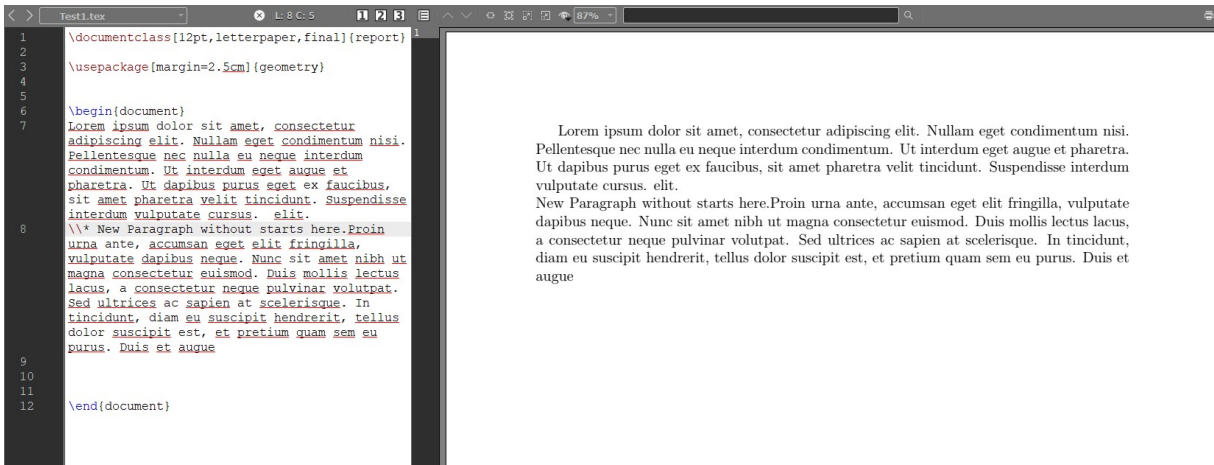 Test1.tex
L: 8 C: 5
1 2 3
87%
1
1 \documentclass[12pt,letterpaper,final]{report}
2
3 \usepackage[margin=2.5cm]{geometry}
4
5
6 \begin{document}
7 Lorem ipsum dolor sit amet, consectetur
adipiscing elit. Nullam eget condimentum nisi.
Pellentesque nec nulla eu neque interdum
condimentum. Ut interdum eget augue et
pharetra. Ut dapibus purus eget ex faucibus,
sit amet pharetra velit tincidunt. Suspendisse
interdum vulputate cursus.  elit.
8 \\* New Paragraph without starts here.Proin
urna ante, accumsan eget elit fringilla,
vulputate dapibus neque. Nunc sit amet nibh ut
magna consectetur euismod. Duis mollis lectus
lacus, a consectetur neque pulvinar volutpat.
Sed ultrices ac sapien at scelerisque. In
tincidunt, diam eu suscipit hendrerit, tellus
dolor suscipit est, et pretium quam sem eu
purus. Duis et augue
9
10
11
12 \end{document}
Lorem ipsum dolor sit amet, consectetur adipiscing elit. Nullam eget condimentum nisi.
Pellentesque nec nulla eu neque interdum condimentum. Ut interdum eget augue et pharetra.
Ut dapibus purus eget ex faucibus, sit amet pharetra velit tincidunt. Suspendisse interdum
vulputate cursus. elit.
New Paragraph without starts here.Proin urna ante, accumsan eget elit fringilla, vulputate
dapibus neque. Nunc sit amet nibh ut magna consectetur euismod. Duis mollis lectus lacus,
a consectetur neque pulvinar volutpat. Sed ultrices ac sapien at scelerisque. In tincidunt,
diam eu suscipit hendrerit, tellus dolor suscipit est, et pretium quam sem eu purus. Duis et
augue